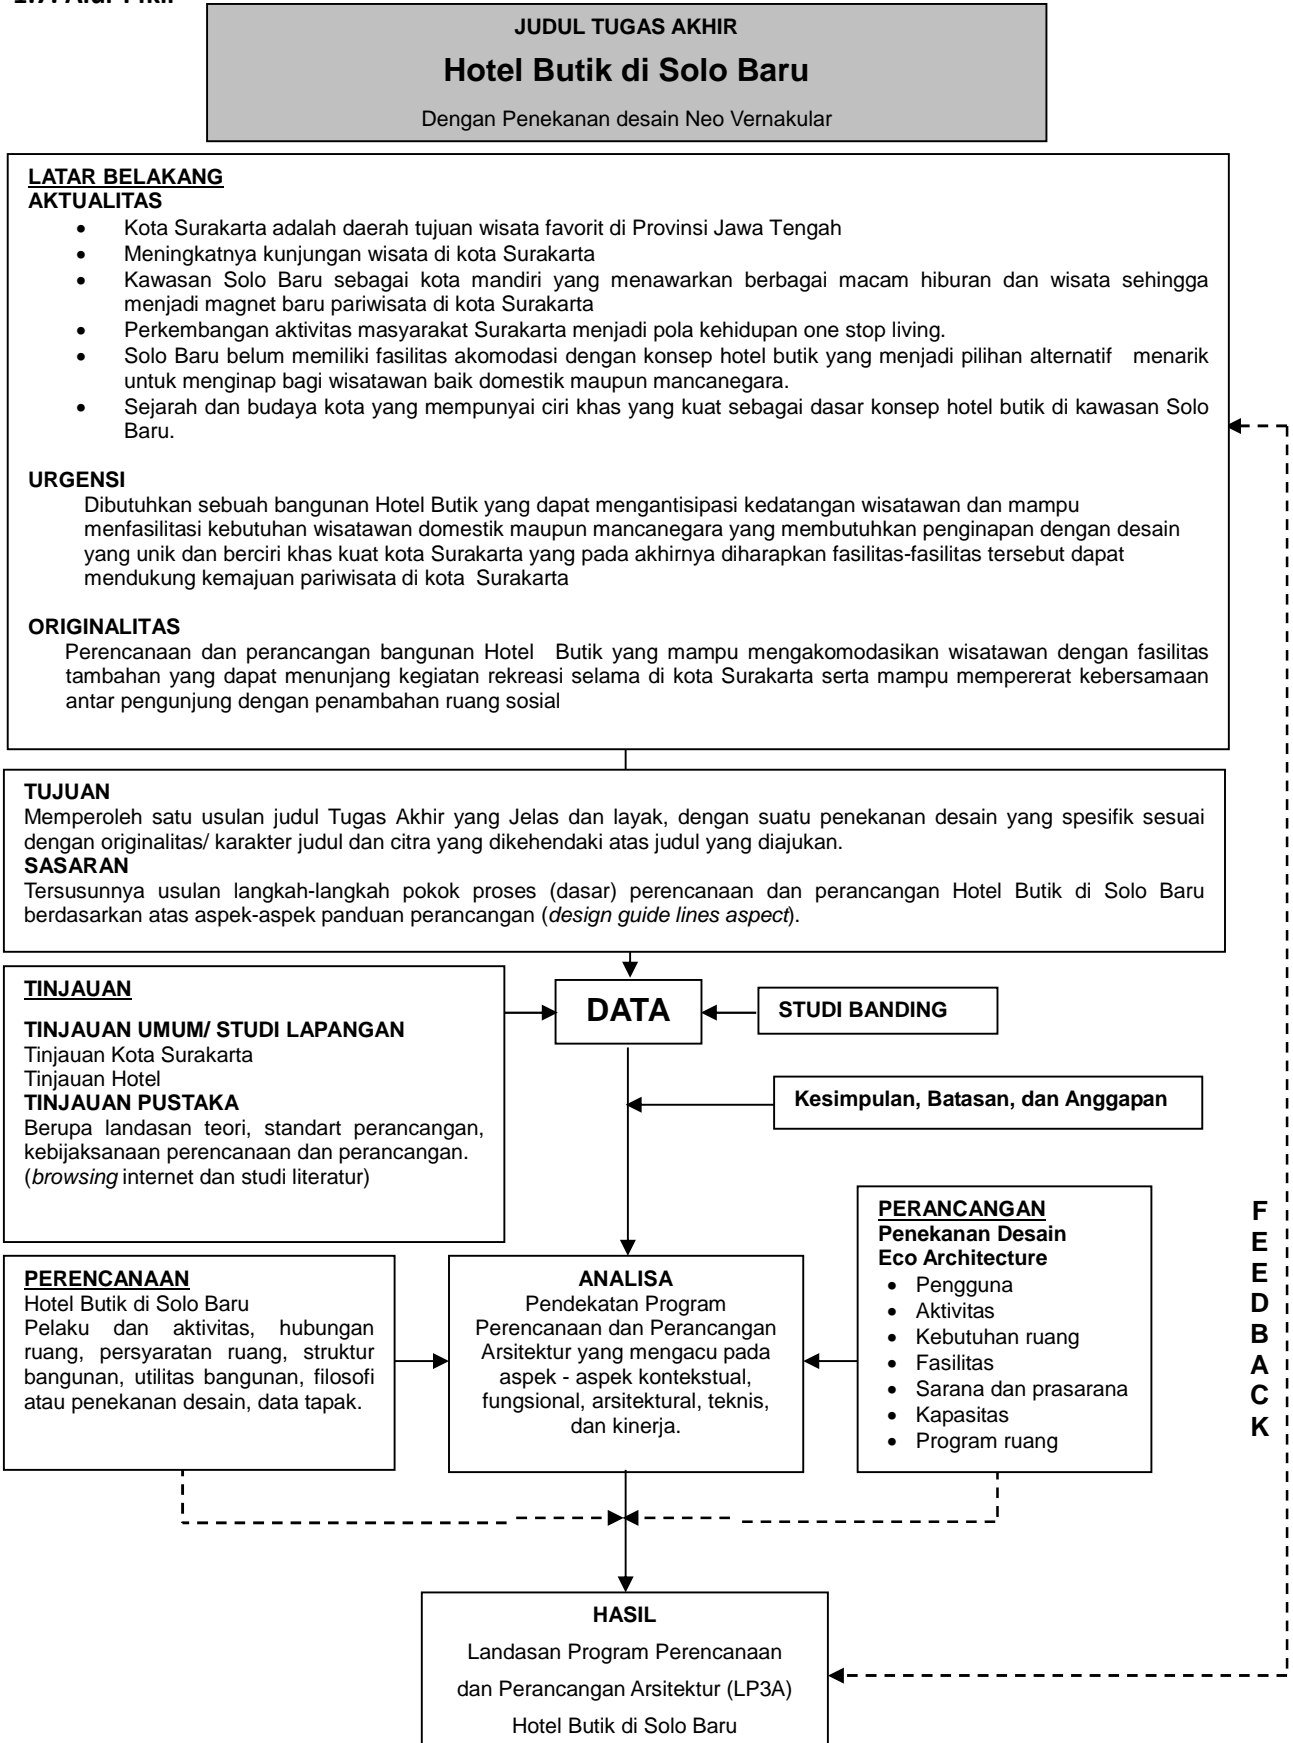 1.7. Alur Pikir
JUDUL TUGAS AKHIR
Hotel Butik di Solo Baru
Dengan Penekanan desain Neo Vernakular
LATAR BELAKANG
AKTUALITAS
• Kota Surakarta adalah daerah tujuan wisata favorit di Provinsi Jawa Tengah
• Meningkatnya kunjungan wisata di kota Surakarta
• Kawasan Solo Baru sebagai kota mandiri yang menawarkan berbagai macam hiburan dan wisata sehingga
menjadi magnet baru pariwisata di kota Surakarta
• Perkembangan aktivitas masyarakat Surakarta menjadi pola kehidupan one stop living.
• Solo Baru belum memiliki fasilitas akomodasi dengan konsep hotel butik yang menjadi pilihan alternatif menarik
untuk menginap bagi wisatawan baik domestik maupun mancanegara.
• Sejarah dan budaya kota yang mempunyai ciri khas yang kuat sebagai dasar konsep hotel butik di kawasan Solo
Baru.
URGENSI
Dibutuhkan sebuah bangunan Hotel Butik yang dapat mengantisipasi kedatangan wisatawan dan mampu
menfasilitasi kebutuhan wisatawan domestik maupun mancanegara yang membutuhkan penginapan dengan desain
yang unik dan berciri khas kuat kota Surakarta yang pada akhirnya diharapkan fasilitas-fasilitas tersebut dapat
mendukung kemajuan pariwisata di kota Surakarta
ORIGINALITAS
Perencanaan dan perancangan bangunan Hotel Butik yang mampu mengakomodasikan wisatawan dengan fasilitas
tambahan yang dapat menunjang kegiatan rekreasi selama di kota Surakarta serta mampu mempererat kebersamaan
antar pengunjung dengan penambahan ruang sosial
TUJUAN
Memperoleh satu usulan judul Tugas Akhir yang Jelas dan layak, dengan suatu penekanan desain yang spesifik sesuai
dengan originalitas/ karakter judul dan citra yang dikehendaki atas judul yang diajukan.
SASARAN
Tersusunnya usulan langkah-langkah pokok proses (dasar) perencanaan dan perancangan Hotel Butik di Solo Baru
berdasarkan atas aspek-aspek panduan perancangan (design guide lines aspect).
TINJAUAN
TINJAUAN UMUM/ STUDI LAPANGAN
Tinjauan Kota Surakarta
Tinjauan Hotel
TINJAUAN PUSTAKA
Berupa landasan teori, standart perancangan,
kebijaksanaan perencanaan dan perancangan.
(browsing internet dan studi literatur)
DATA
STUDI BANDING
Kesimpulan, Batasan, dan Anggapan
PERENCANAAN
Hotel Butik di Solo Baru
Pelaku dan aktivitas, hubungan
ruang, persyaratan ruang, struktur
bangunan, utilitas bangunan, filosofi
atau penekanan desain, data tapak.
ANALISA
Pendekatan Program
Perencanaan dan Perancangan
Arsitektur yang mengacu pada
aspek - aspek kontekstual,
fungsional, arsitektural, teknis,
dan kinerja.
PERANCANGAN
Penekanan Desain
Eco Architecture
• Pengguna
• Aktivitas
• Kebutuhan ruang
• Fasilitas
• Sarana dan prasarana
• Kapasitas
• Program ruang
F
E
E
D
B
A
C
K
HASIL
Landasan Program Perencanaan
dan Perancangan Arsitektur (LP3A)
Hotel Butik di Solo Baru